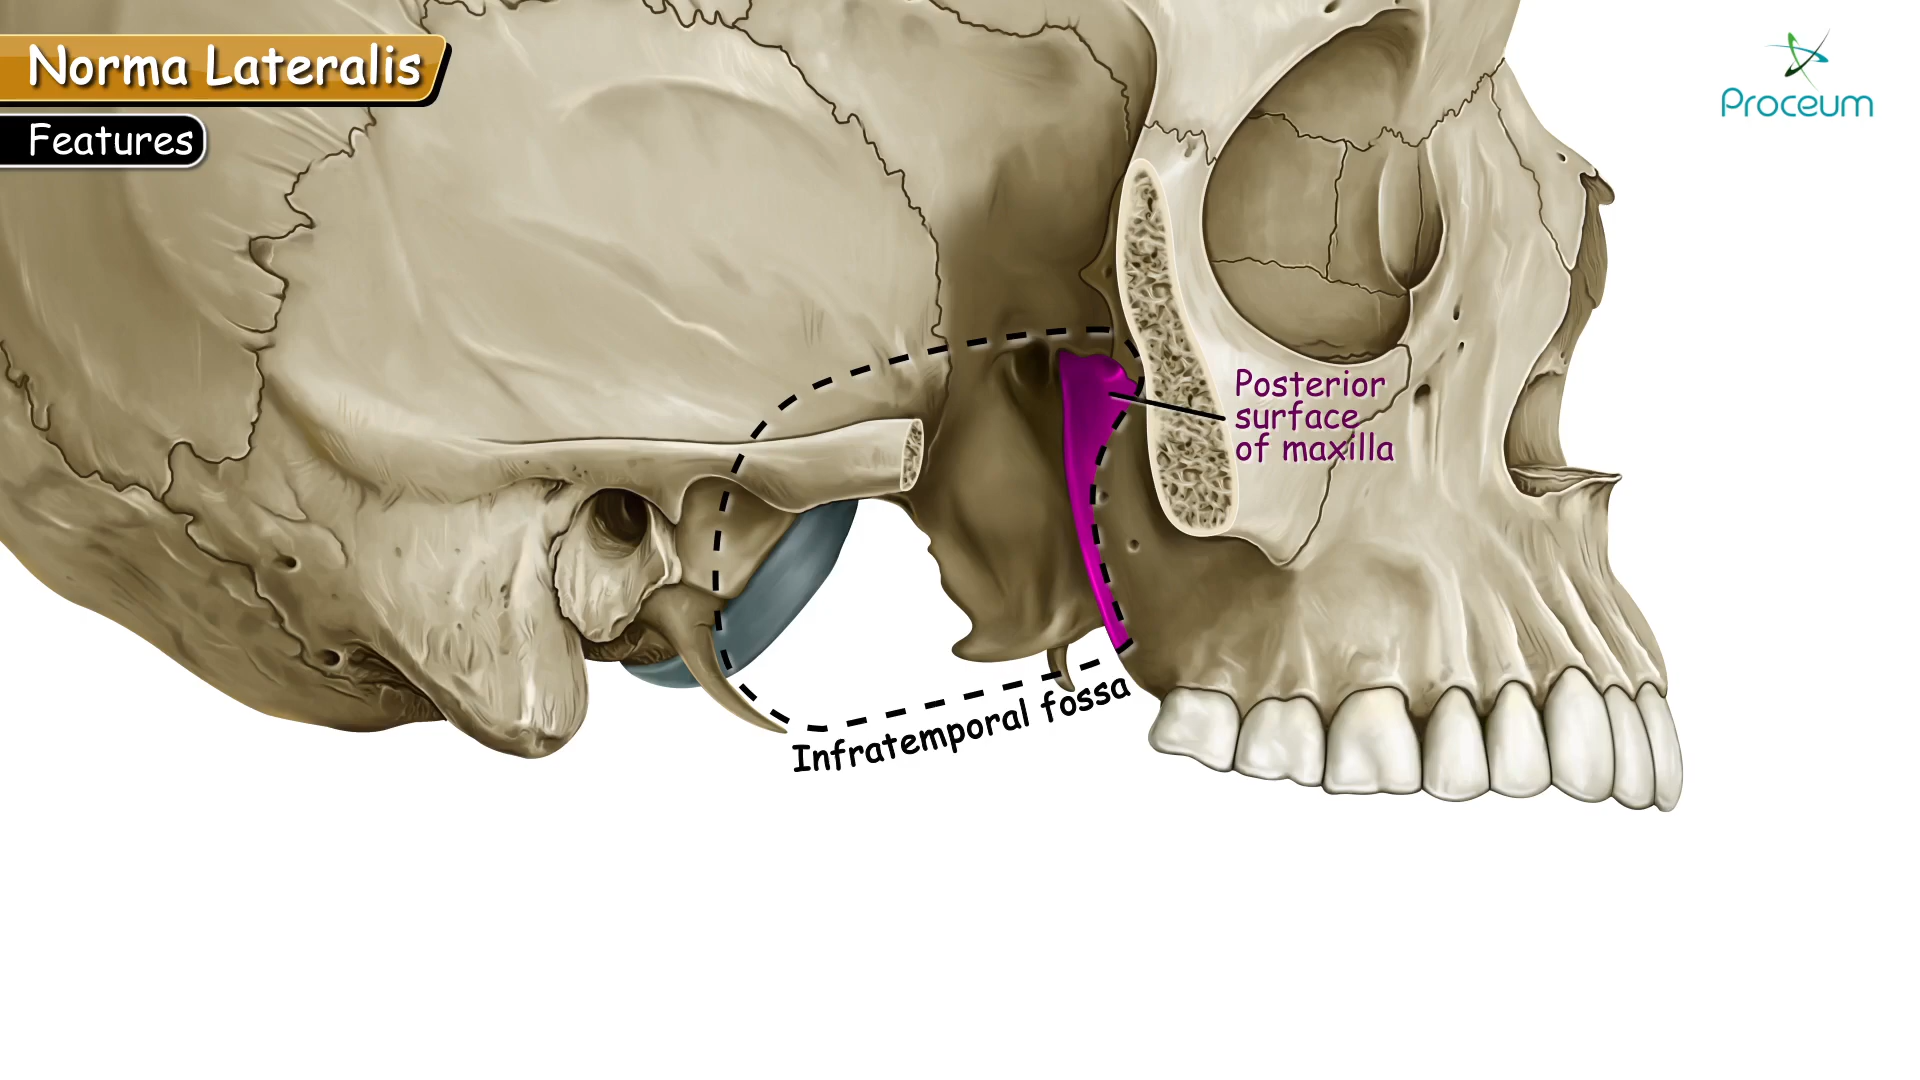 Norma Lateralis
Features
Proceum
Posterior
surface
of maxilla
Infratemporal fossa